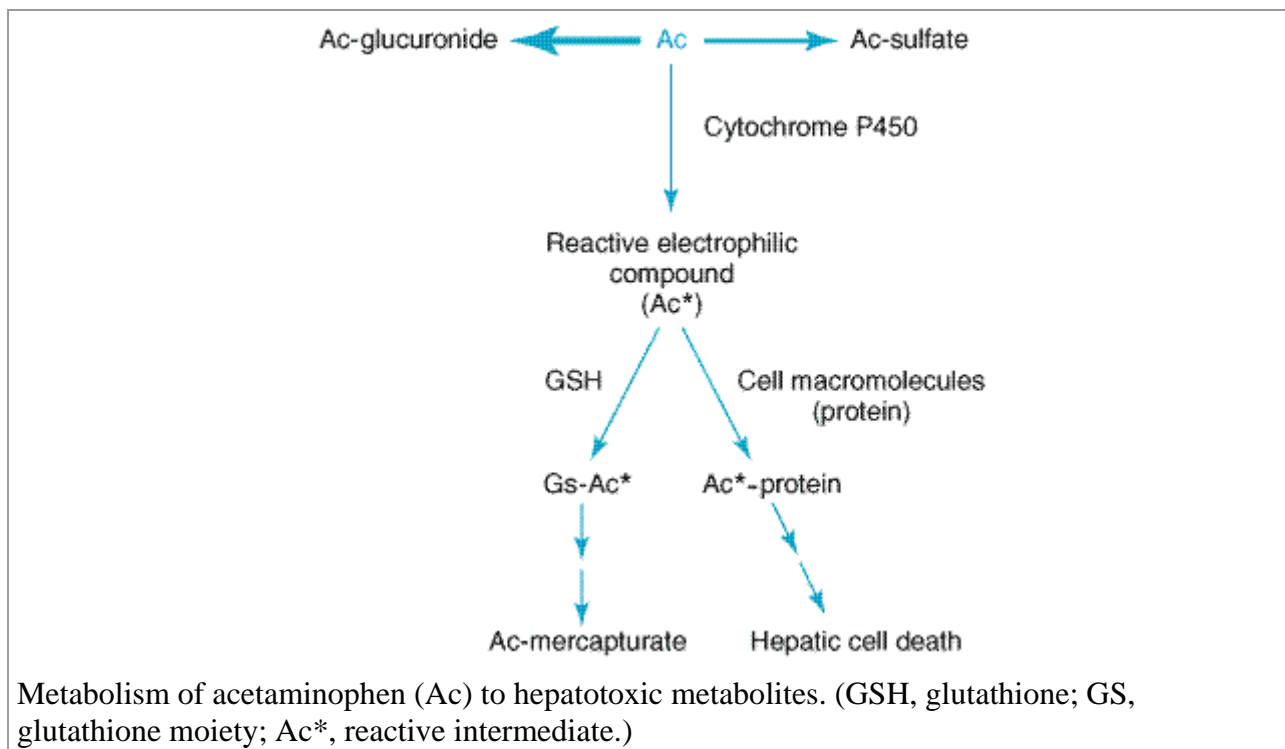 Ac-glucuronide Ac Ac-sulfate
Cytochrome P450
Reactive electrophilic
compound
(Ac*)
GSH
Cell macromolecules
(protein)
Gs-Ac*
Ac*-protein
Ac-mercapturate
Hepatic cell death
Metabolism of acetaminophen (Ac) to hepatotoxic metabolites. (GSH, glutathione; GS,
glutathione moiety; Ac*, reactive intermediate.)